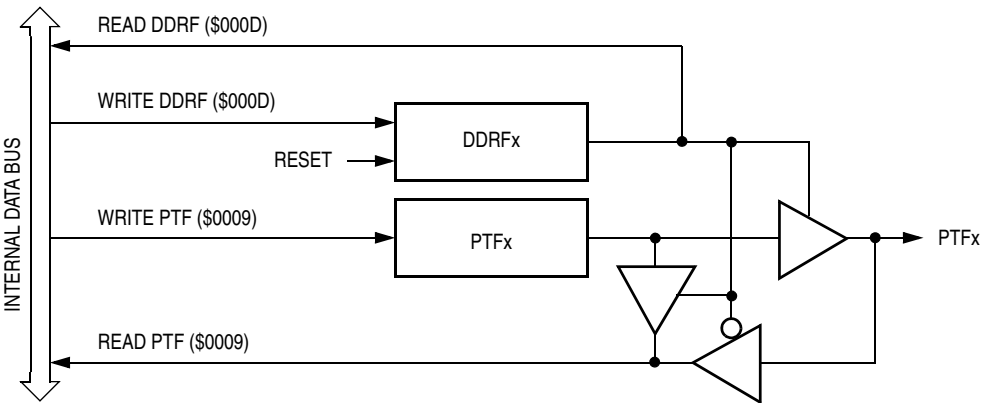 READ DDRF ($000D)
WRITE DDRF ($000D)
DDRFx
RESET
INTERNAL DATA BUS
WRITE PTF ($0009)
PTFx
PTFx
READ PTF ($0009)